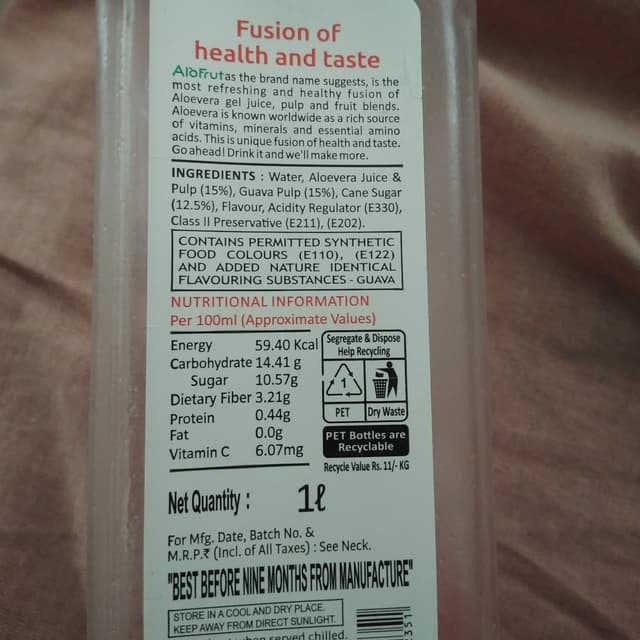 Fusion of
health and taste
AloFrut as the brand name suggests, is the
most refreshing and healthy fusion of
Aloevera gel juice, pulp and fruit blends.
Aloevera is known worldwide as a rich source
of vitamins, minerals and essential amino
acids. This is unique fusion of health and taste.
Go ahead! Drink it and we'll make more.
INGREDIENTS : Water, Aloevera Juice &
Pulp (15%), Guava Pulp (15%), Cane Sugar
(12.5%), Flavour, Acidity Regulator (E330),
Class II Preservative (E211), (E202).
CONTAINS PERMITTED SYNTHETIC
FOOD COLOURS (E110), (E122)
AND ADDED NATURE IDENTICAL
FLAVOURING SUBSTANCES - GUAVA
NUTRITIONAL INFORMATION
Per 100ml (Approximate Values)
Energy 59.40 Kcal
Carbohydrate 14.41 g
Sugar 10.57g
Dietary Fiber 3.21g
Protein 0.44g
Fat 0.0g
Vitamin C 6.07mg
Segregate & Dispose
Help Recycling
1
PET Dry Waste
PET Bottles are
Recyclable
Recycle Value Rs. 11/- KG
Net Quantity : 1ℓ
For Mfg. Date, Batch No. &
M.R.P.₹ (Incl. of All Taxes) : See Neck.
"BEST BEFORE NINE MONTHS FROM MANUFACTURE"
STORE IN A COOL AND DRY PLACE.
KEEP AWAY FROM DIRECT SUNLIGHT.
when served chilled.